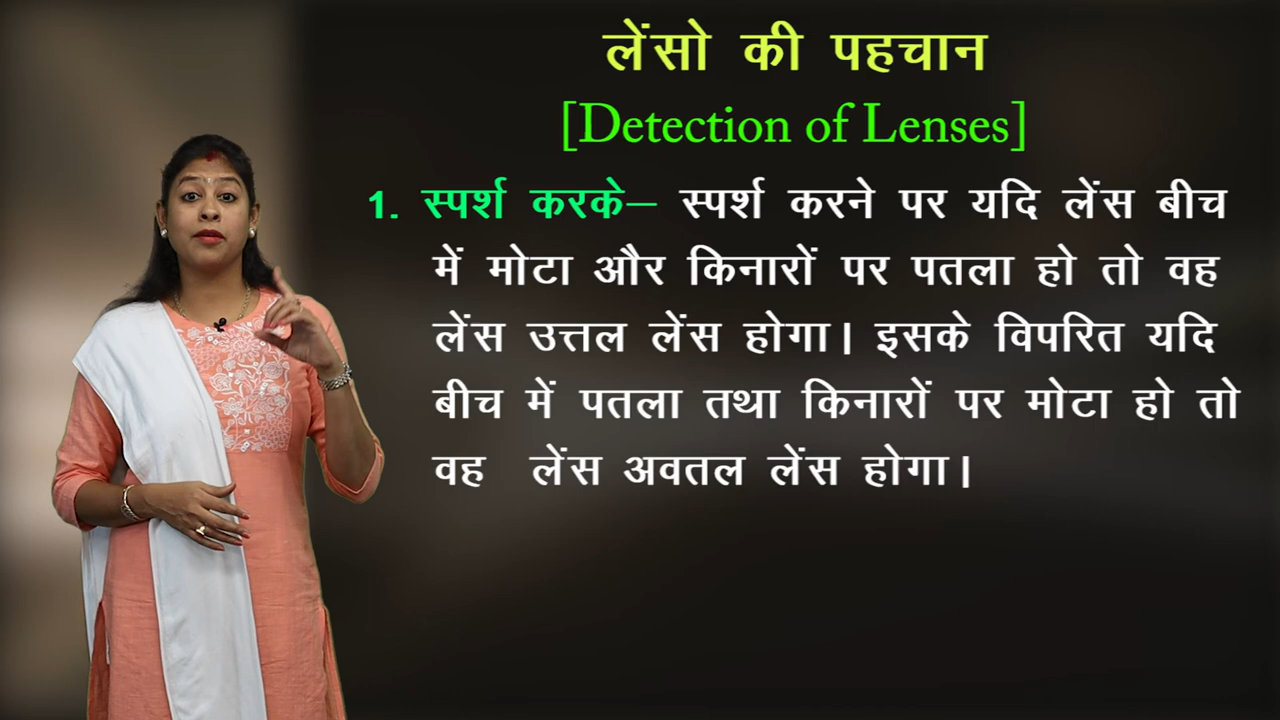 लेंसो की पहचान
[Detection of Lenses]
1. स्पर्श करके– स्पर्श करने पर यदि लेंस बीच
में मोटा और किनारों पर पतला हो तो वह
लेंस उत्तल लेंस होगा। इसके विपरित यदि
बीच में पतला तथा किनारों पर मोटा हो तो
वह लेंस अवतल लेंस होगा।